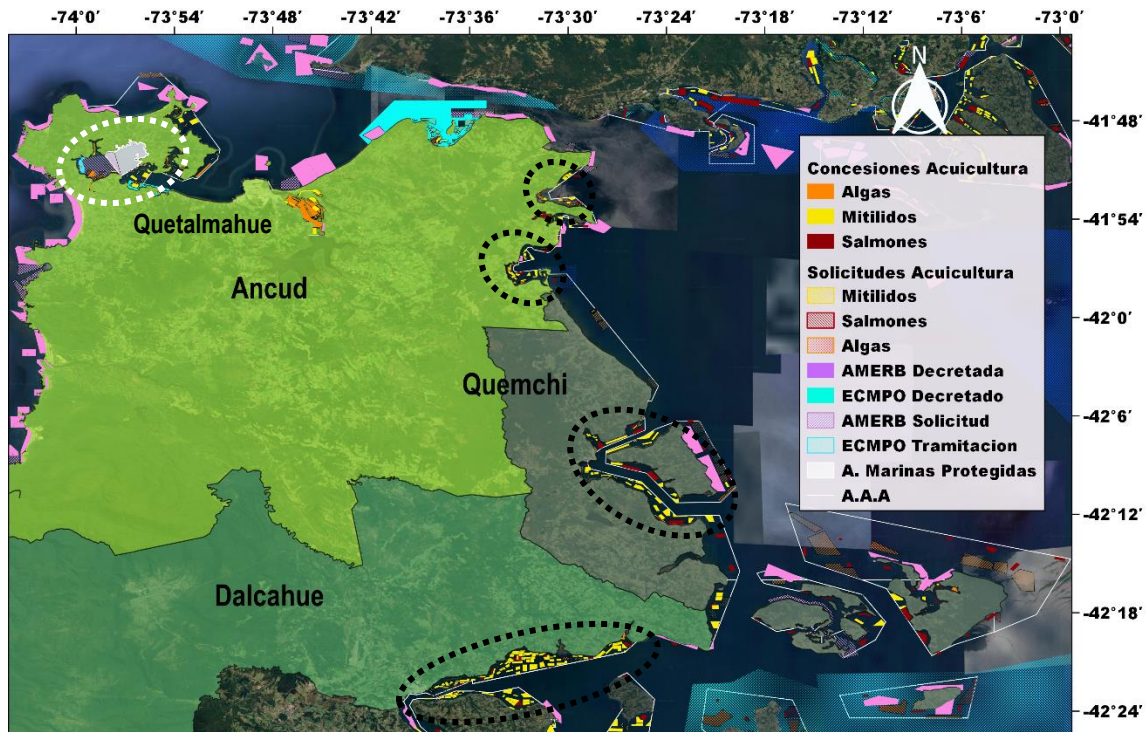 -74°0′ -73°54′ -73°48′ -73°42′ -73°36′ -73°30′ -73°24′ -73°18′ -73°12′ -73°6′ -73°0′
N
-41°48′
-41°54′
-42°0′
-42°6′
-42°12′
-42°18′
-42°24′
Concesiones Acuicultura
Algas
Mitilidos
Salmones
Solicitudes Acuicultura
Mitilidos
Salmones
Algas
AMERB Decretada
ECMPO Decretado
AMERB Solicitud
ECMPO Tramitacion
A. Marinas Protegidas
A.A.A
Quetalmahue
Ancud
Quemchi
Dalcahue